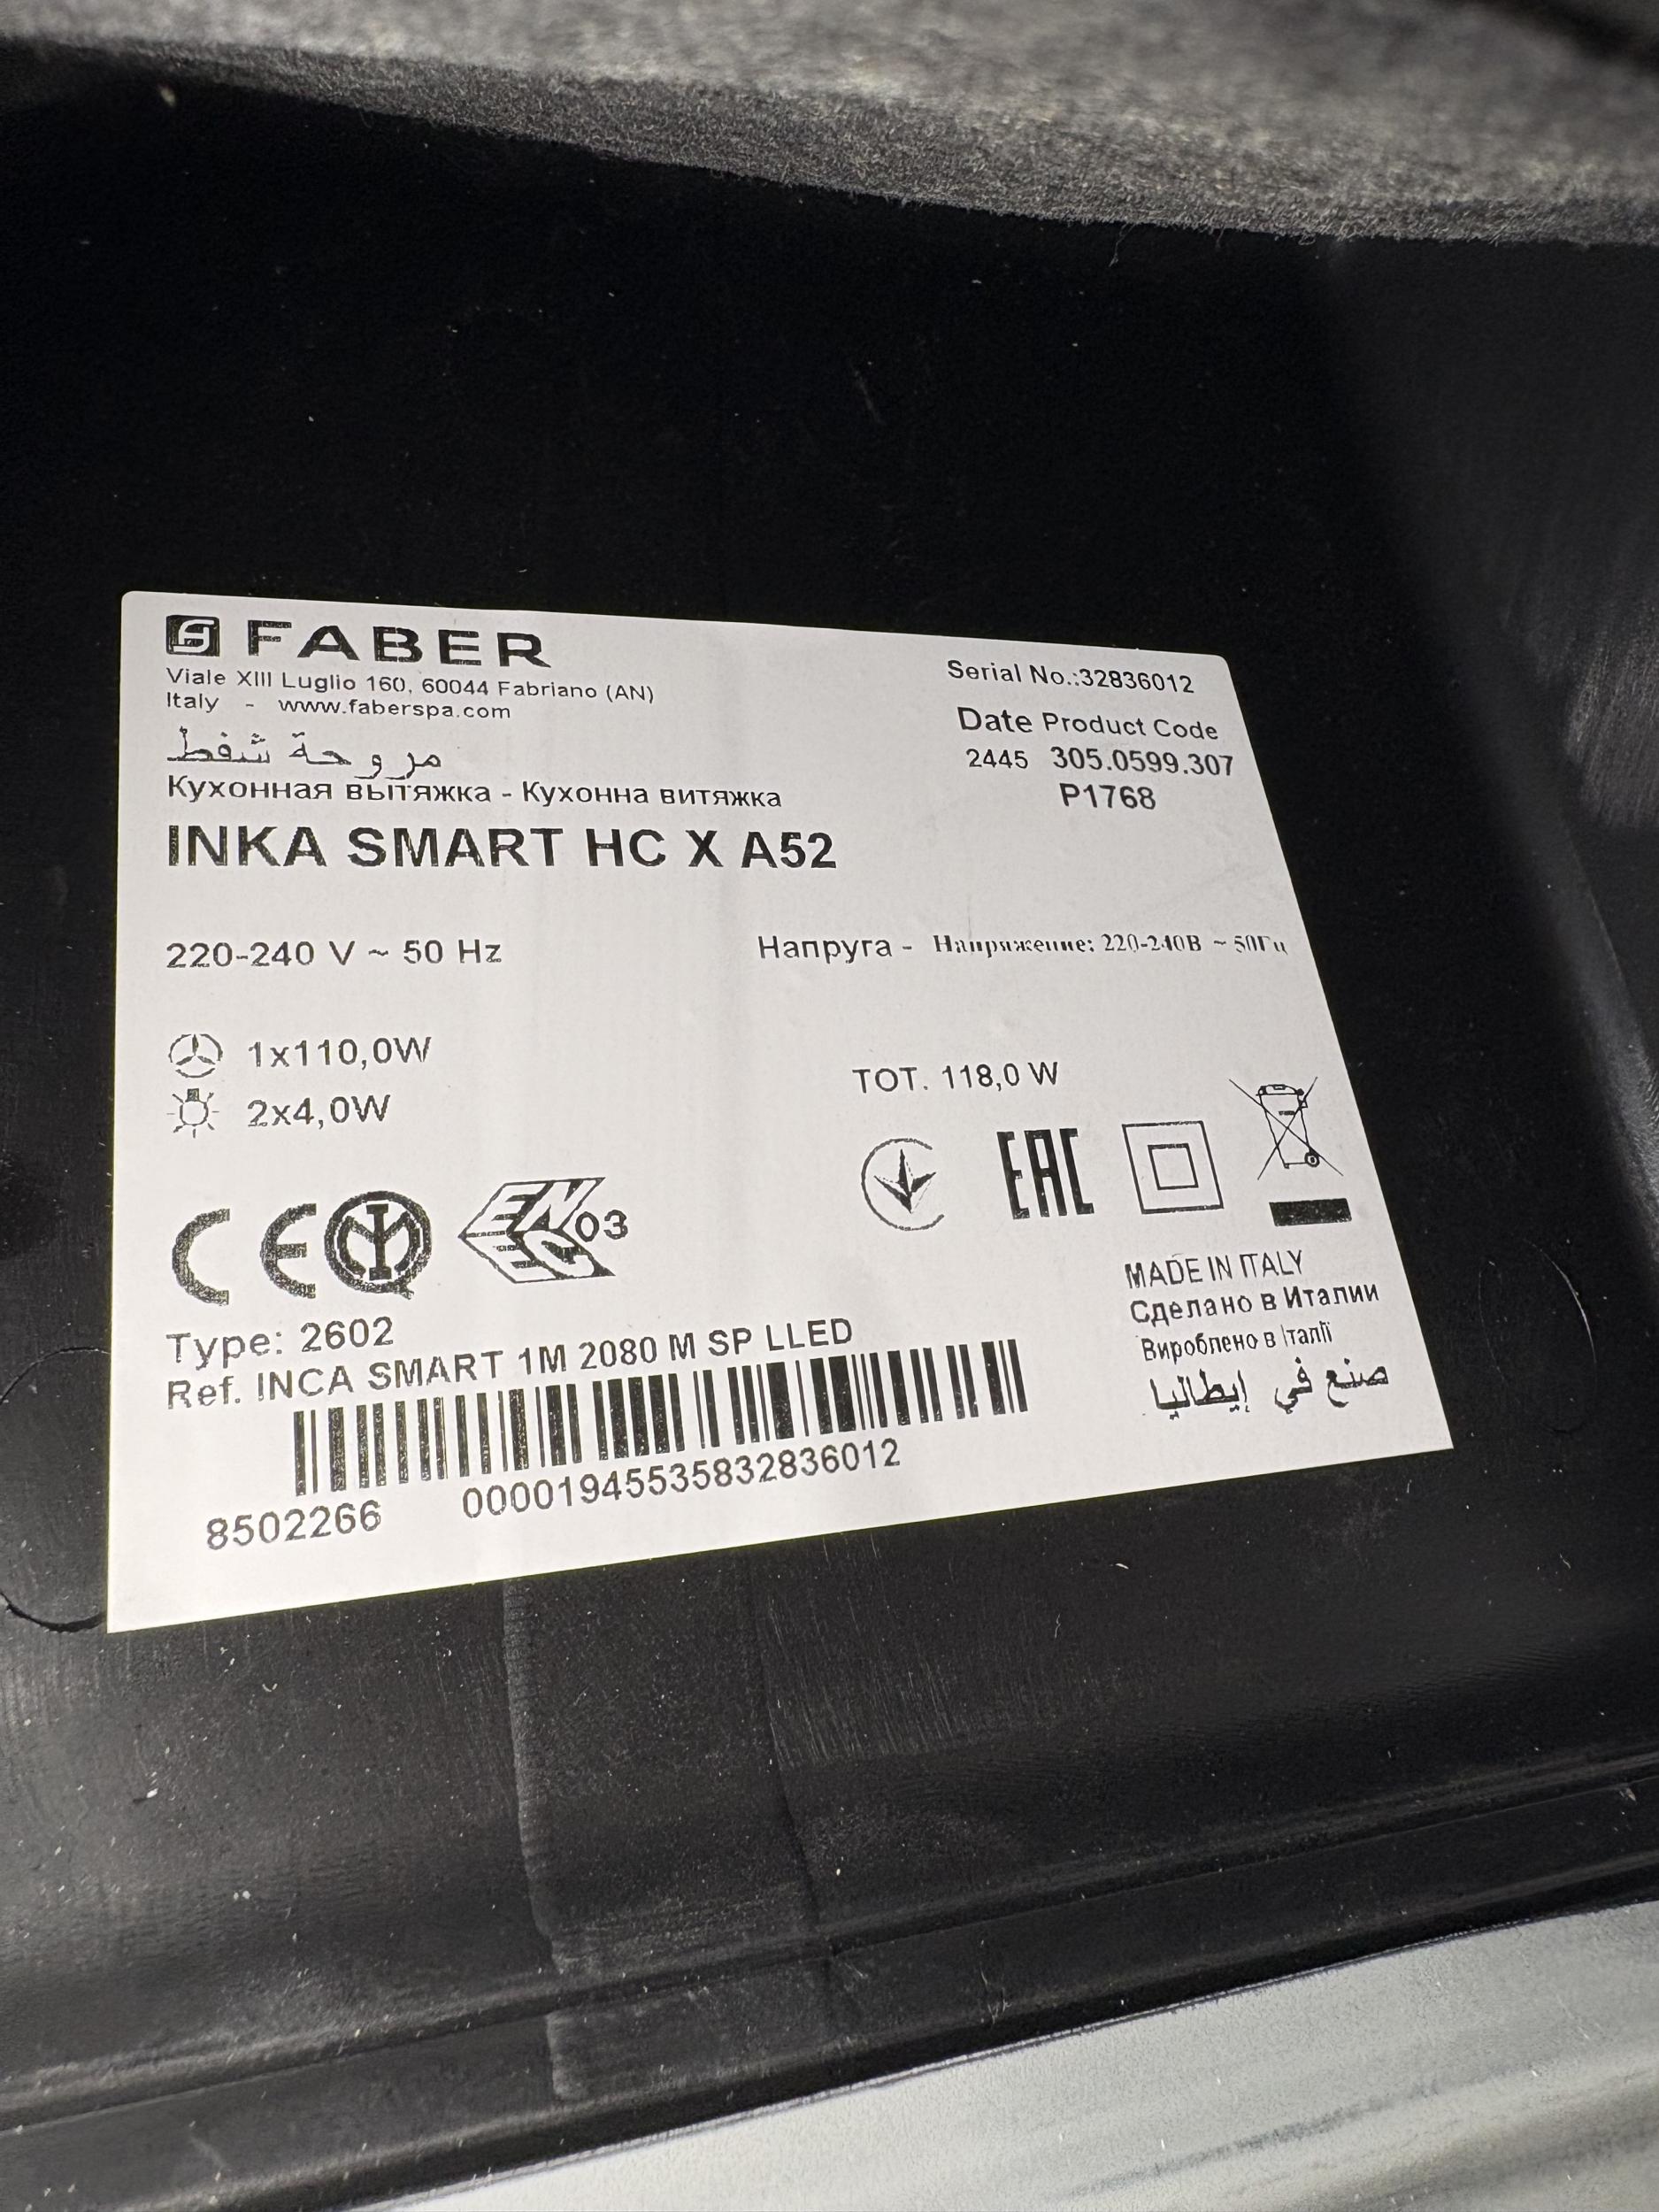 FABER
Viale XIII Luglio 160, 60044 Fabriano (AN)
Italy - www.faberspa.com
مروحة شفط
Кухонная вытяжка - Кухонна витяжка
INKA SMART HC X A52
Serial No.:32836012
Date Product Code
2445 305.0599.307
P1768
220-240 V ~ 50 Hz
Напруга - Напряжение: 220-240В ~ 50Гц
1x110,0W
2x4,0W
TOT. 118,0 W
CE IMQ ENEC 03
EAC
Type: 2602
Ref. INCA SMART 1M 2080 M SP LLED
8502266 00001945535832836012
MADE IN ITALY
Сделано в Италии
Вироблено в Італії
صنع في إيطاليا